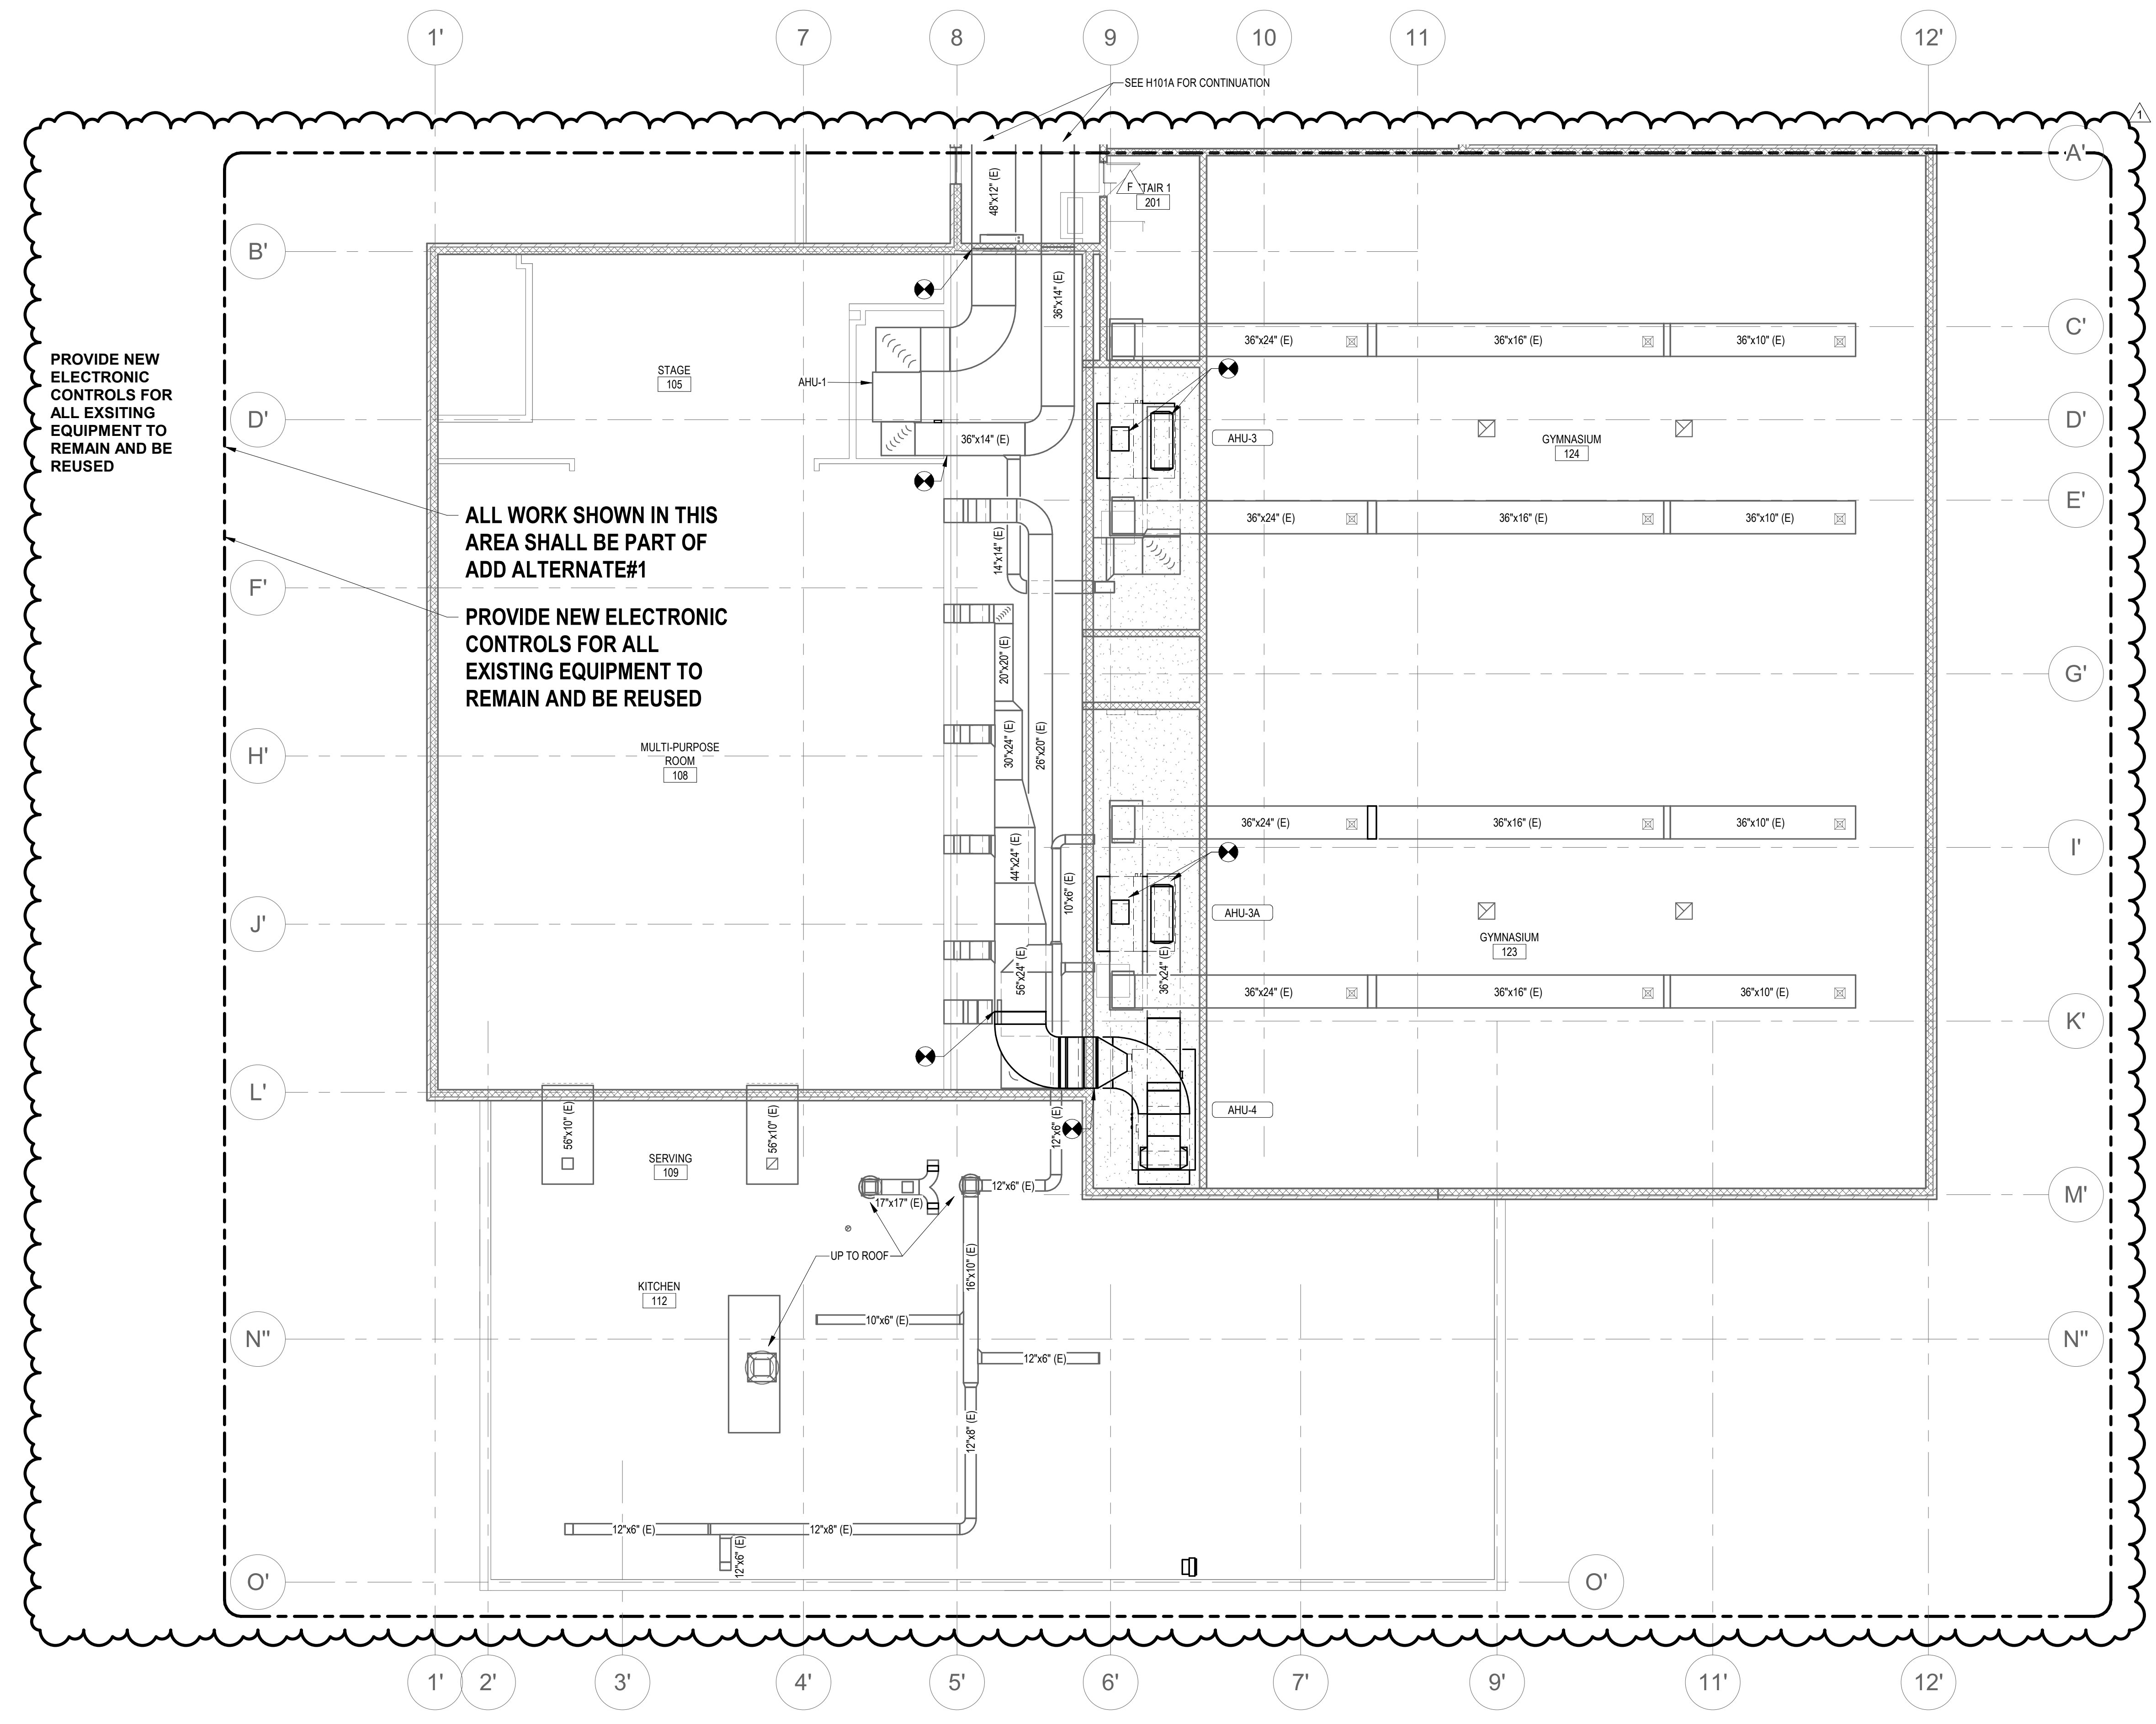 1'
7
8
9
10
11
12'
SEE H101A FOR CONTINUATION
1
A'
48"x12" (E)
F
TAIR 1
201
B'
36"x14" (E)
C'
36"x24" (E)
36"x16" (E)
36"x10" (E)
PROVIDE NEW
ELECTRONIC
CONTROLS FOR
ALL EXSITING
EQUIPMENT TO
REMAIN AND BE
REUSED
STAGE
105
AHU-1
D'
D'
36"x14" (E)
AHU-3
GYMNASIUM
124
E'
36"x24" (E)
36"x16" (E)
36"x10" (E)
ALL WORK SHOWN IN THIS
AREA SHALL BE PART OF
ADD ALTERNATE#1
14"x14" (E)
F'
PROVIDE NEW ELECTRONIC
CONTROLS FOR ALL
EXISTING EQUIPMENT TO
REMAIN AND BE REUSED
20"x20" (E)
G'
H'
MULTI-PURPOSE
ROOM
108
30"x24" (E)
26"x20" (E)
36"x24" (E)
36"x16" (E)
36"x10" (E)
I'
44"x24" (E)
10"x6" (E)
J'
AHU-3A
GYMNASIUM
123
56"x24" (E)
36"x24" (E)
36"x24" (E)
36"x16" (E)
36"x10" (E)
K'
L'
56"x10" (E)
56"x10" (E)
12"x6" (E)
AHU-4
SERVING
109
17"x17" (E)
12"x6" (E)
M'
UP TO ROOF
16"x10" (E)
KITCHEN
112
10"x6" (E)
N"
N"
12"x6" (E)
12"x8" (E)
12"x6" (E)
12"x8" (E)
12"x6" (E)
O'
O'
1'
2'
3'
4'
5'
6'
7'
9'
11'
12'